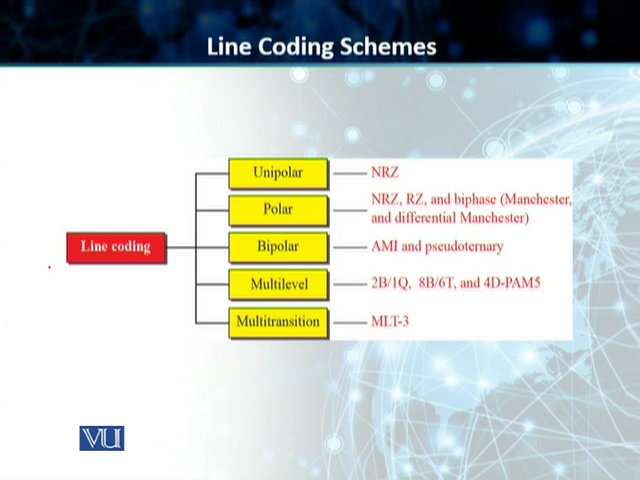 Line Coding Schemes
Line coding
Unipolar
NRZ
Polar
NRZ, RZ, and biphase (Manchester,
and differential Manchester)
Bipolar
AMI and pseudoternary
Multilevel
2B/1Q, 8B/6T, and 4D-PAM5
Multitransition
MLT-3
VU